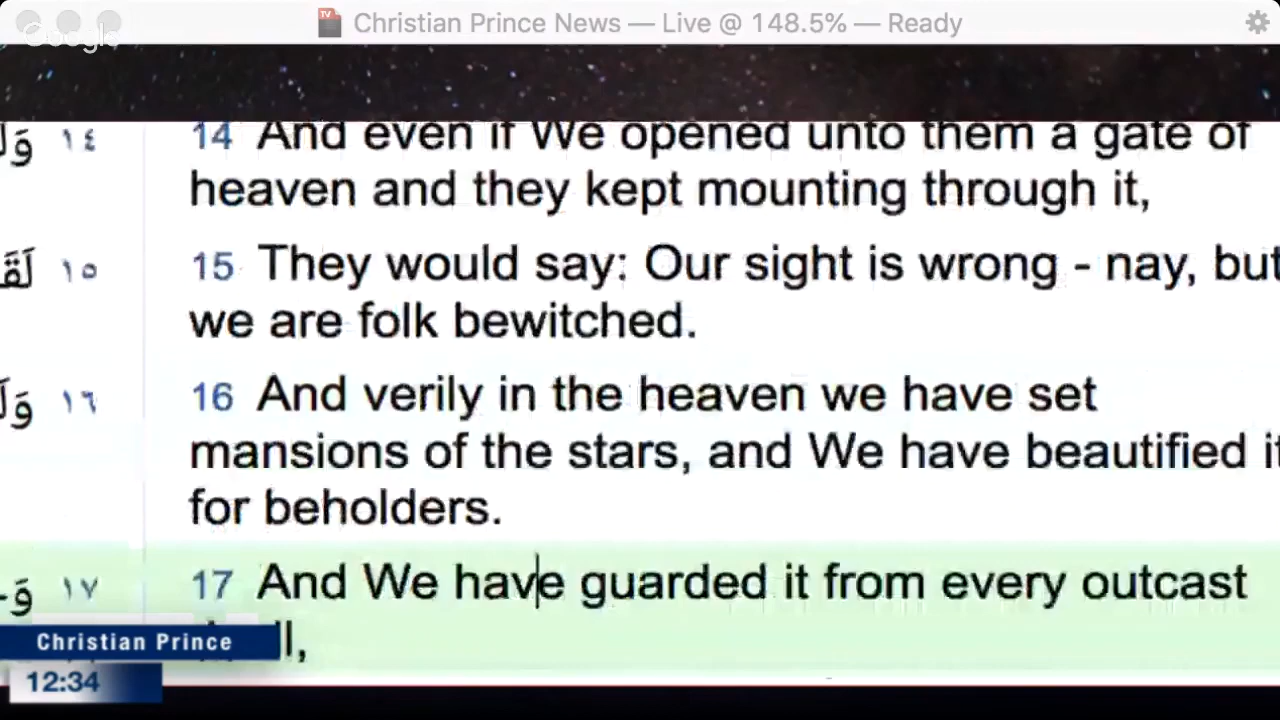 Christian Prince News — Live @ 148.5% — Ready
Google
١٤ 14 And even if We opened unto them a gate of
heaven and they kept mounting through it,
١٥ 15 They would say: Our sight is wrong - nay, but
we are folk bewitched.
١٦ 16 And verily in the heaven we have set
mansions of the stars, and We have beautified it
for beholders.
١٧ 17 And We have guarded it from every outcast
Christian Prince
12:34